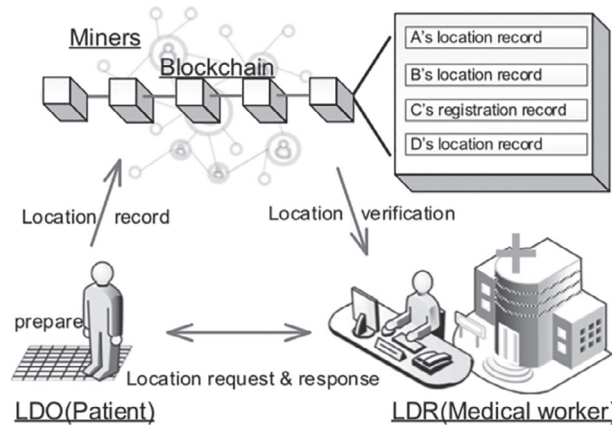 Miners
Blockchain
A's location record
B's location record
C's registration record
D's location record
Location record
Location verification
prepare
Location request & response
LDO(Patient)
LDR(Medical worker)